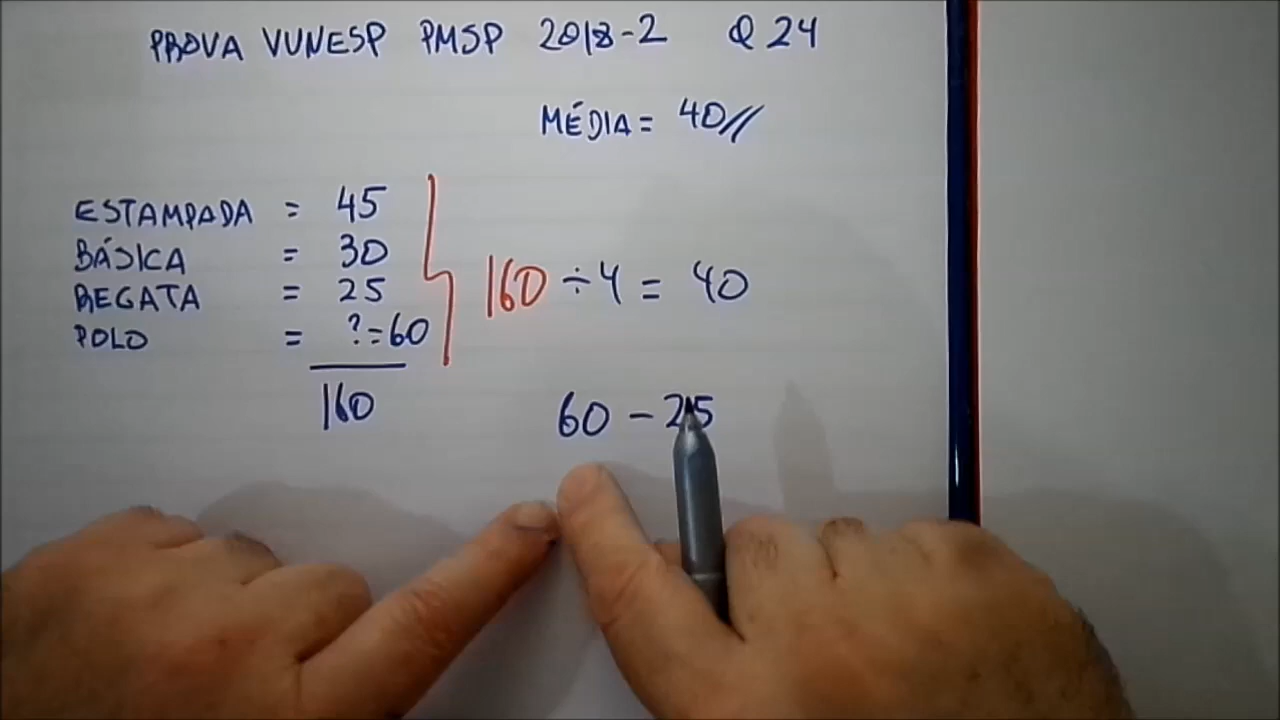 PROVA VUNESP PMSP 2018-2 Q 24
MÉDIA = 40//
ESTAMPADA = 45
BÁSICA = 30
REGATA = 25
POLO = ?=60
160
160 ÷ 4 = 40
60 - 25